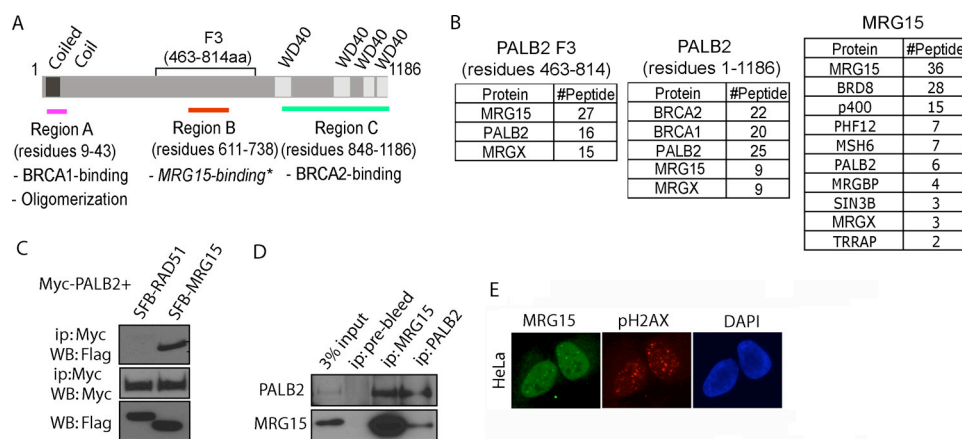 A
Coiled
Coil
F3
(463-814aa)
WD40
WD40
WD40
WD40
1
1186
Region A
(residues 9-43)
- BRCA1-binding
- Oligomerization
Region B
(residues 611-738)
- MRG15-binding*
Region C
(residues 848-1186)
- BRCA2-binding
B
PALB2 F3
(residues 463-814)
Protein #Peptide
MRG15 27
PALB2 16
MRGX 15
PALB2
(residues 1-1186)
Protein #Peptide
BRCA2 22
BRCA1 20
PALB2 25
MRG15 9
MRGX 9
MRG15
Protein #Peptide
MRG15 36
BRD8 28
p400 15
PHF12 7
MSH6 7
PALB2 6
MRGBP 4
SIN3B 3
MRGX 3
TRRAP 2
C
Myc-PALB2+
SFB-RAD51
SFB-MRG15
ip:Myc
WB:Flag
ip:Myc
WB:Myc
WB:Flag
D
3% input
ip:pre-bleed
ip:MRG15
ip:PALB2
PALB2
MRG15
E
MRG15 pH2AX DAPI
HeLa